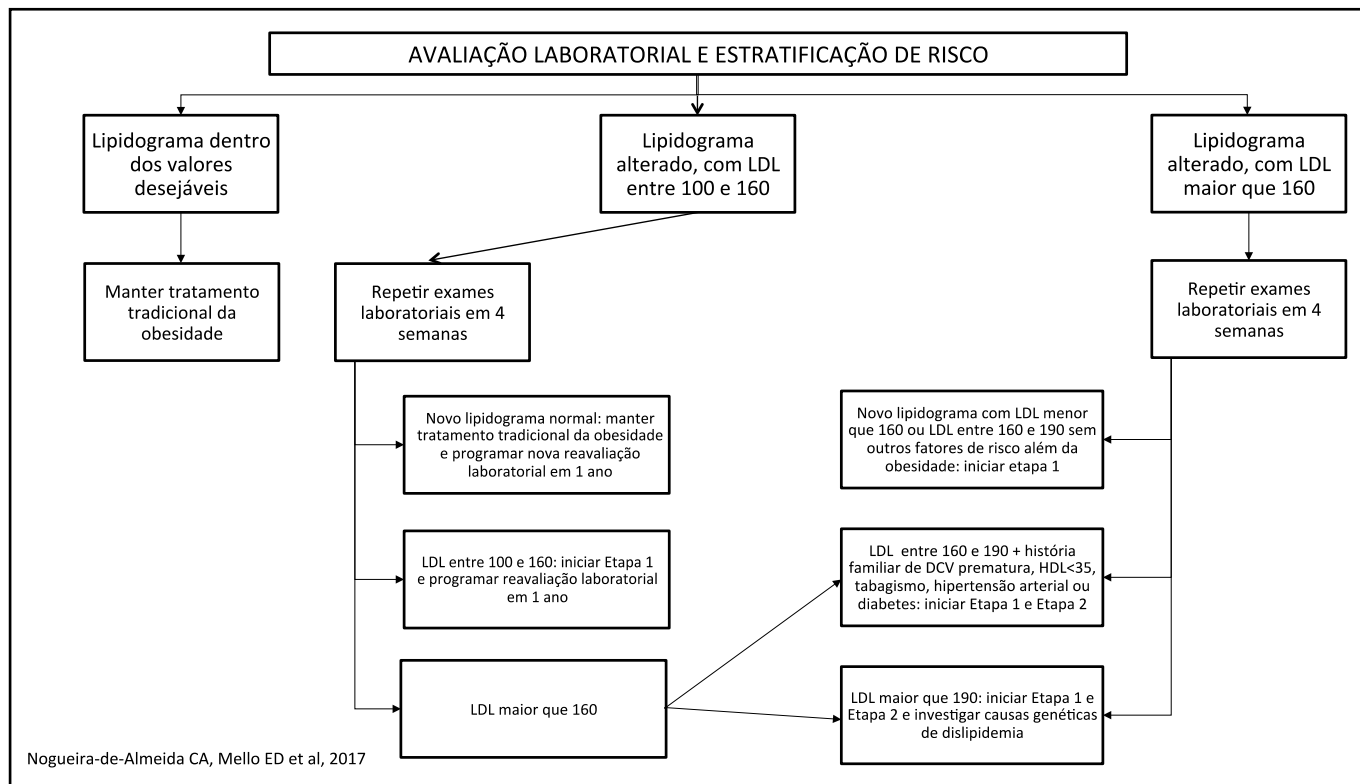 AVALIAÇÃO LABORATORIAL E ESTRATIFICAÇÃO DE RISCO
Lipidograma dentro
dos valores
desejáveis
Lipidograma
alterado, com LDL
entre 100 e 160
Lipidograma
alterado, com LDL
maior que 160
Manter tratamento
tradicional da
obesidade
Repetir exames
laboratoriais em 4
semanas
Repetir exames
laboratoriais em 4
semanas
Novo lipidograma normal: manter
tratamento tradicional da obesidade
e programar nova reavaliação
laboratorial em 1 ano
Novo lipidograma com LDL menor
que 160 ou LDL entre 160 e 190 sem
outros fatores de risco além da
obesidade: iniciar etapa 1
LDL entre 100 e 160: iniciar Etapa 1
e programar reavaliação laboratorial
em 1 ano
LDL entre 160 e 190 + história
familiar de DCV prematura, HDL<35,
tabagismo, hipertensão arterial ou
diabetes: iniciar Etapa 1 e Etapa 2
LDL maior que 160
LDL maior que 190: iniciar Etapa 1 e
Etapa 2 e investigar causas genéticas
de dislipidemia
Nogueira-de-Almeida CA, Mello ED et al, 2017